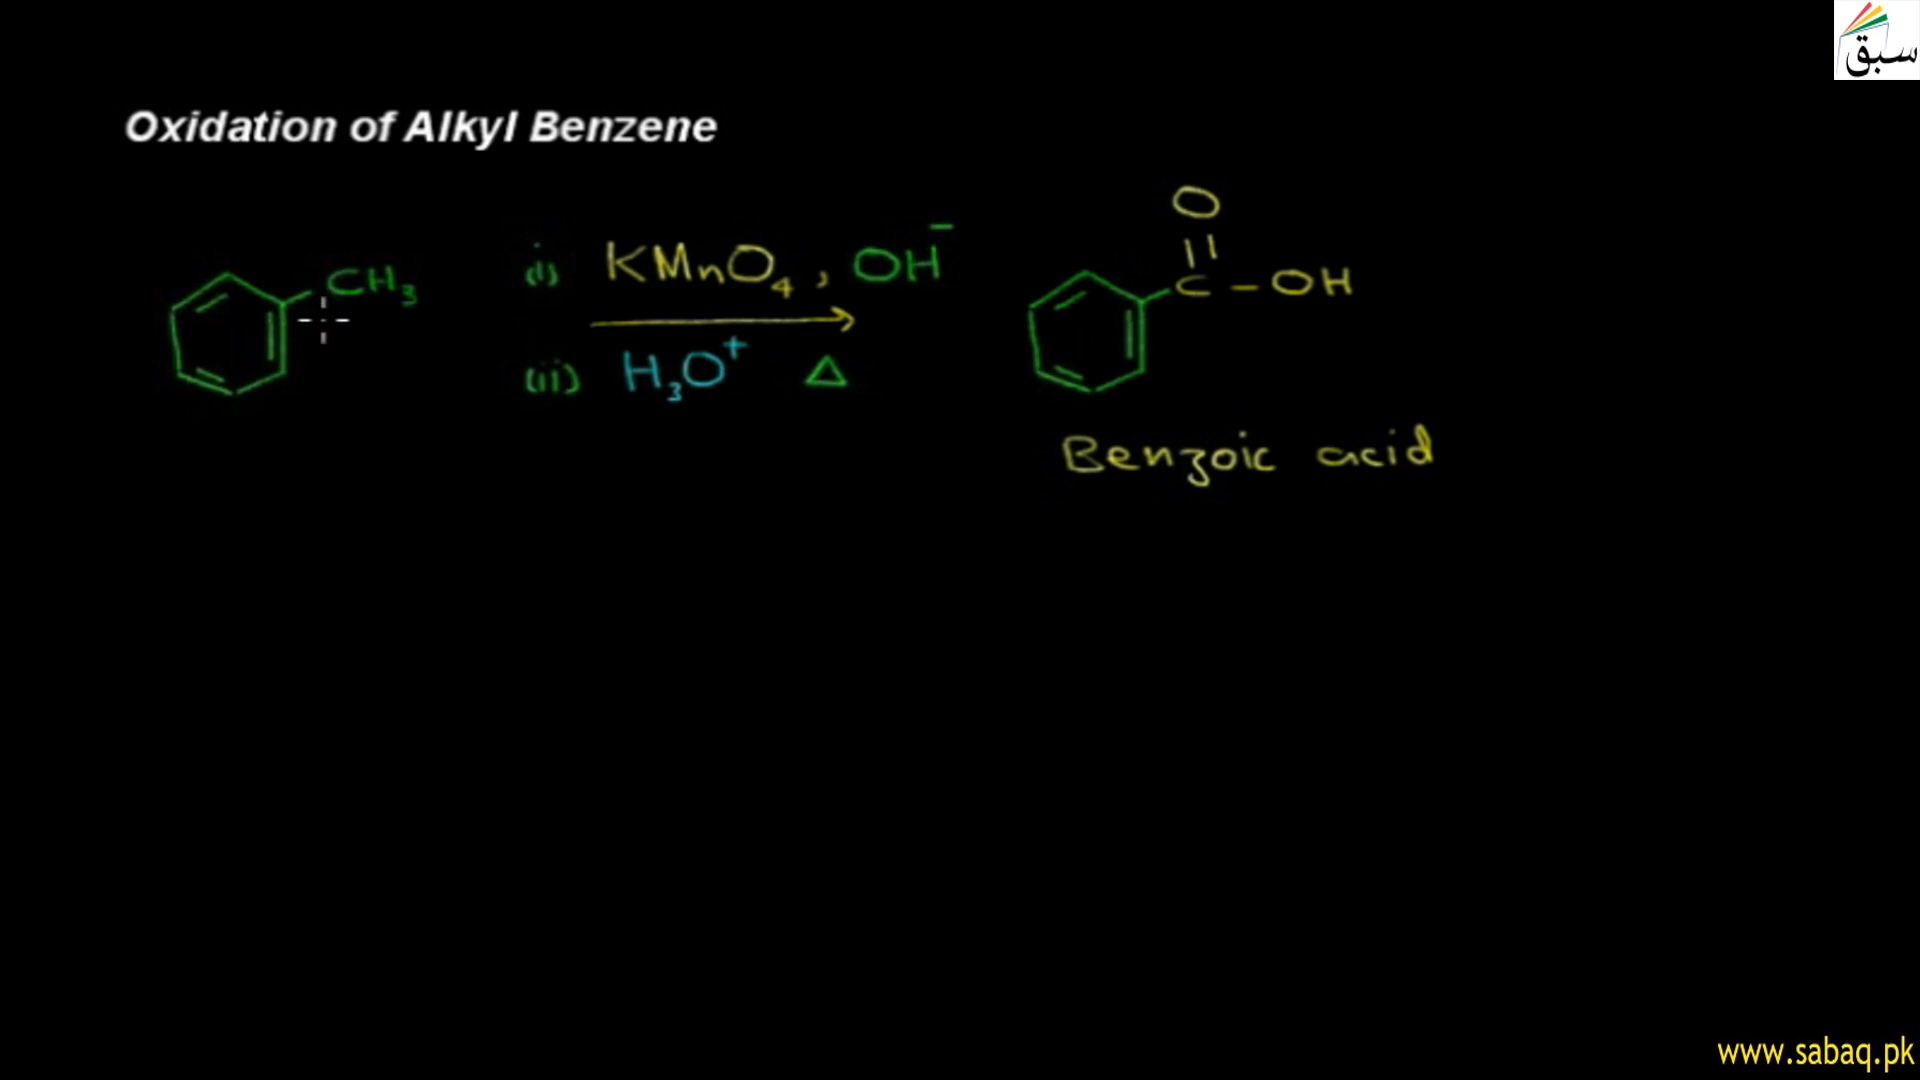 سبق
Oxidation of Alkyl Benzene
O
CH₃
(i) KMnO₄, OH⁻
C - OH
(ii) H₃O⁺ Δ
Benzoic acid
www.sabaq.pk